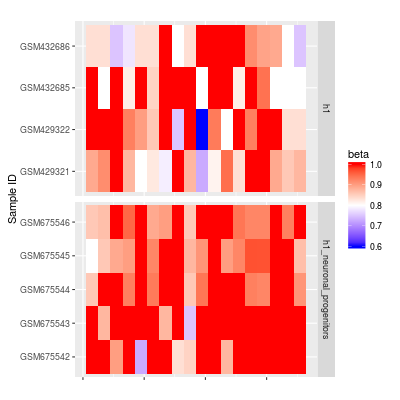 GSM432686
GSM432685
GSM429322
GSM429321
h1
GSM675546
GSM675545
GSM675544
GSM675543
GSM675542
h1_neuronal_progenitors
Sample ID
beta
1.0
0.9
0.8
0.7
0.6